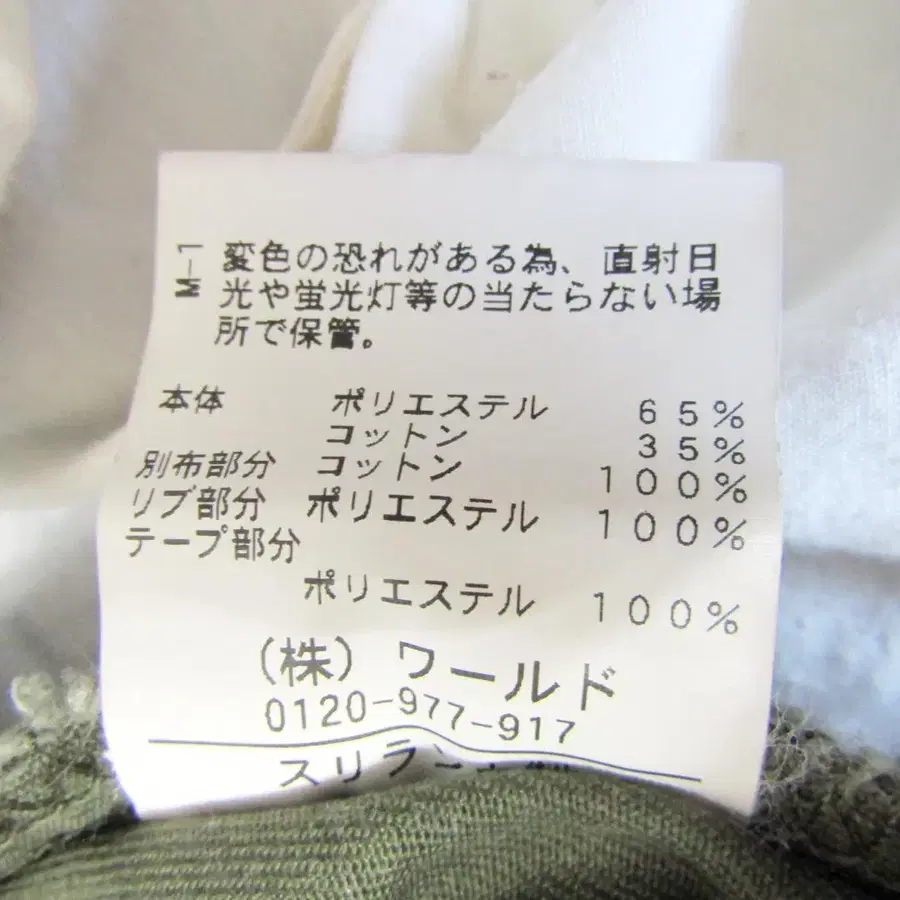 M-1
変色の恐れがある為、直射日
光や蛍光灯等の当たらない場
所で保管。
本体 ポリエステル 65%
コットン 35%
別布部分 コットン 100%
リブ部分 ポリエステル 100%
テープ部分
ポリエステル 100%
(株)ワールド
0120-977-917